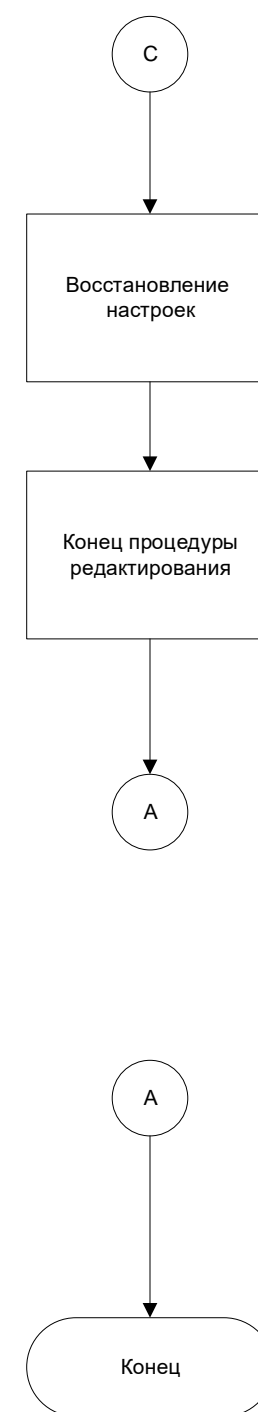 С
Восстановление
настроек
Конец процедуры
редактирования
А
А
Конец